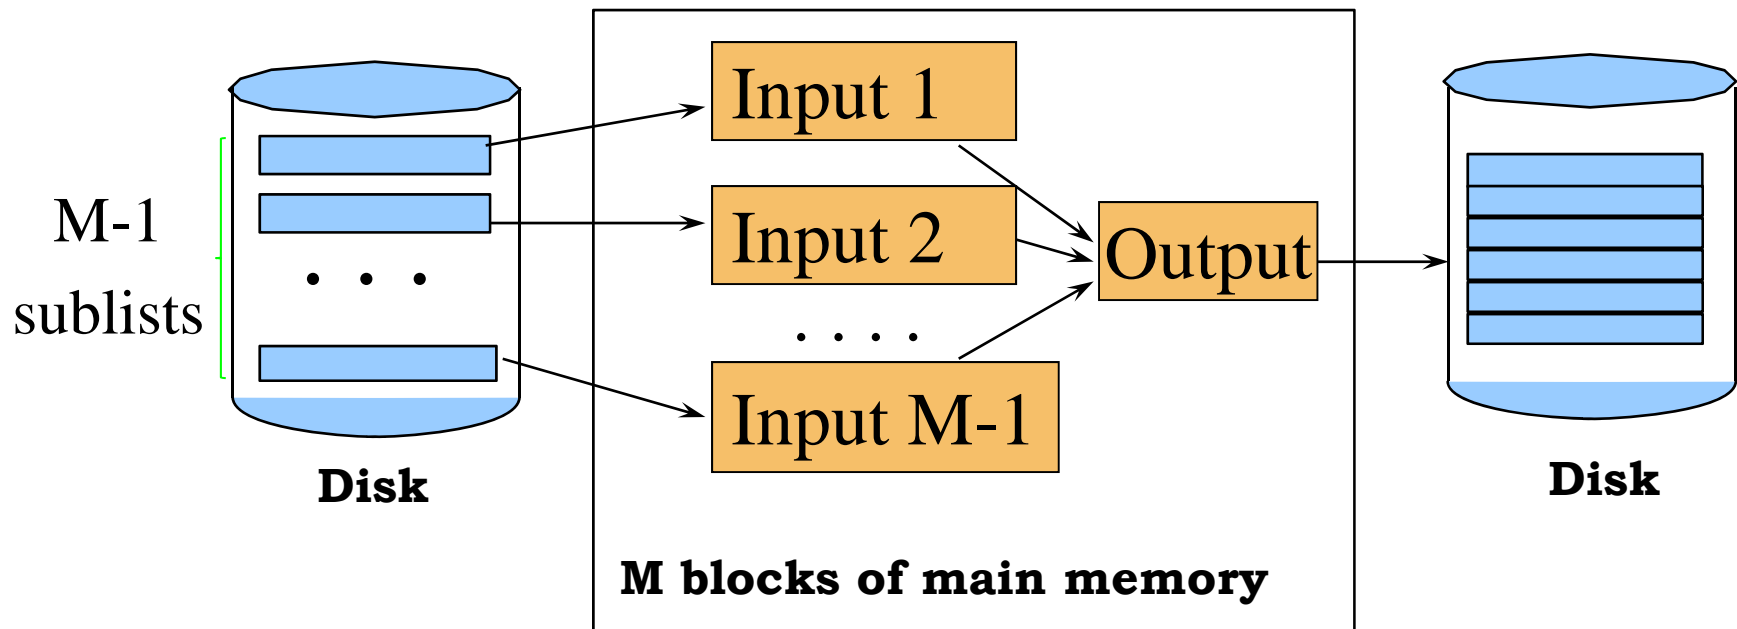 M-1
sublists
. . .
Disk
Input 1
Input 2
. . . .
Input M-1
Output
M blocks of main memory
Disk